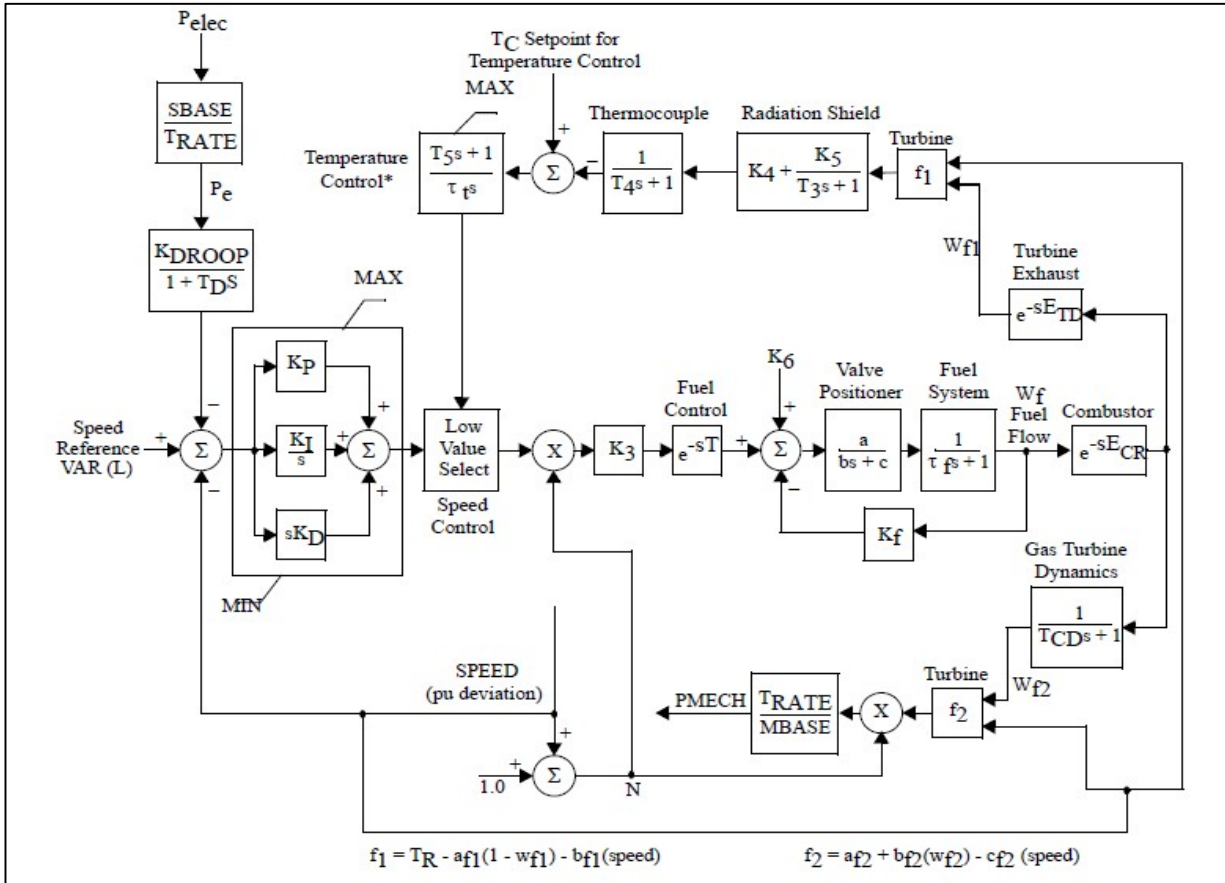 Pelec
SBASE
TRATE
Pe
KDROOP
1 + TDS
TC Setpoint for
Temperature Control
MAX
Temperature
Control*
T5s + 1
τ ts
+
Σ
−
Thermocouple
1
T4s + 1
Radiation Shield
K4 + K5
T3s + 1
Turbine
f1
Wf1
Turbine
Exhaust
e-sETD
MAX
Speed
Reference
VAR (L)
+
−
Σ
−
KP
KI
s
sKD
+
+
+
Σ
MIN
Low
Value
Select
Speed
Control
X
K3
Fuel
Control
e-sT
K6
+
+
Σ
−
Valve
Positioner
a
bs + c
Fuel
System
1
τ fs + 1
Wf
Fuel
Flow
Combustor
e-sECR
Kf
Gas Turbine
Dynamics
1
TCDs + 1
Wf2
Turbine
f2
X
TRATE
MBASE
PMECH
SPEED
(pu deviation)
+
1.0
+
Σ
N
f1 = TR - af1(1 - wf1) - bf1(speed)
f2 = af2 + bf2(wf2) - cf2 (speed)